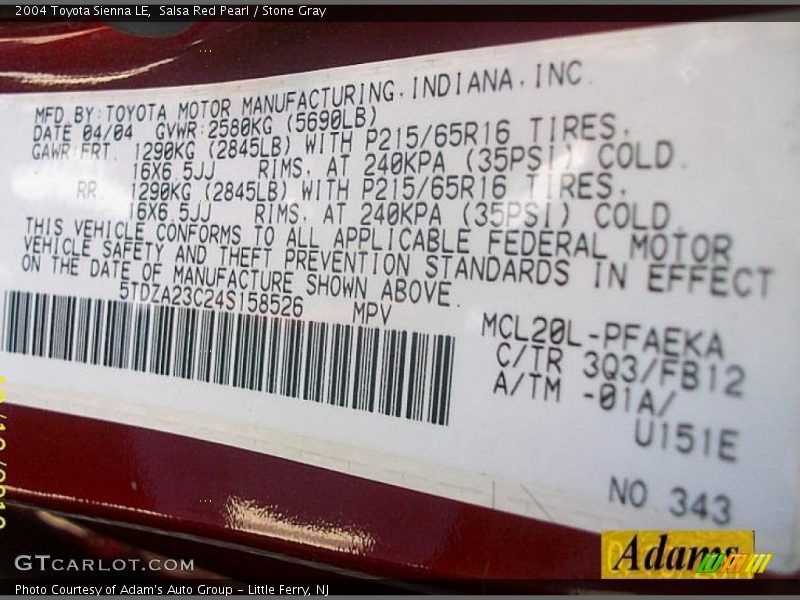 2004 Toyota Sienna LE,  Salsa Red Pearl / Stone Gray
MFD.BY:TOYOTA MOTOR MANUFACTURING.INDIANA.INC.
DATE 04/04  GVWR:2580KG (5690LB)
GAWR:FRT. 1290KG (2845LB) WITH P215/65R16 TIRES,
16X6.5JJ  RIMS, AT 240KPA (35PSI) COLD.
RR. 1290KG (2845LB) WITH P215/65R16 TIRES,
16X6.5JJ  RIMS, AT 240KPA (35PSI) COLD.
THIS VEHICLE CONFORMS TO ALL APPLICABLE FEDERAL MOTOR
VEHICLE SAFETY AND THEFT PREVENTION STANDARDS IN EFFECT
ON THE DATE OF MANUFACTURE SHOWN ABOVE.
5TDZA23C24S158526  MPV
MCL20L-PFAEKA
C/TR 3Q3/FB12
A/TM -01A/
U151E
NO 343
Adams
GTCARLOT.COM
Photo Courtesy of Adam's Auto Group - Little Ferry, NJ